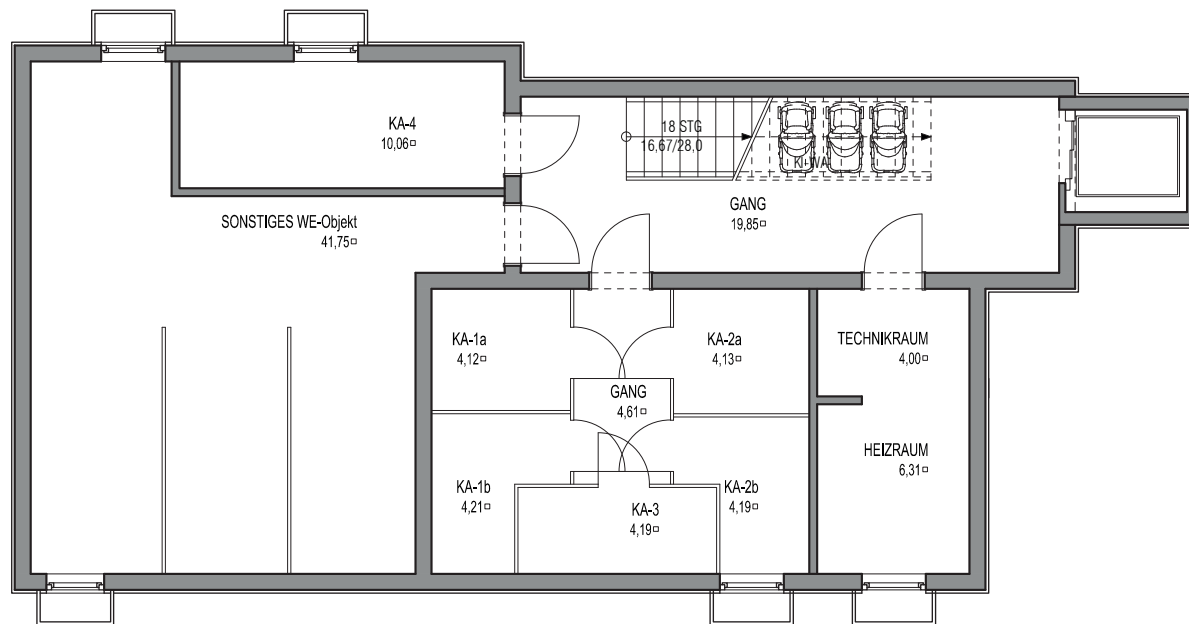 KA-4
10,06
18 STG
16,67/28,0
KI-WA
GANG
19,85
SONSTIGES WE-Objekt
41,75
KA-1a
4,12
KA-2a
4,13
TECHNIKRAUM
4,00
GANG
4,61
HEIZRAUM
6,31
KA-1b
4,21
KA-3
4,19
KA-2b
4,19